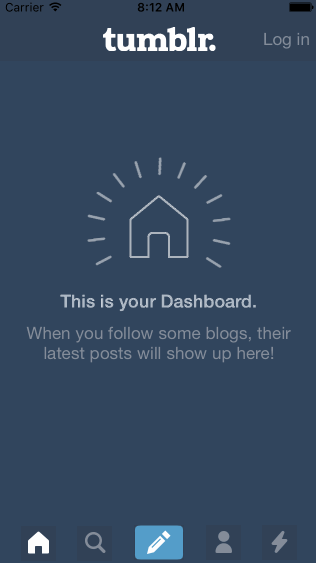 Carrier 8:12 AM
tumblr. Log in
This is your Dashboard.
When you follow some blogs, their
latest posts will show up here!